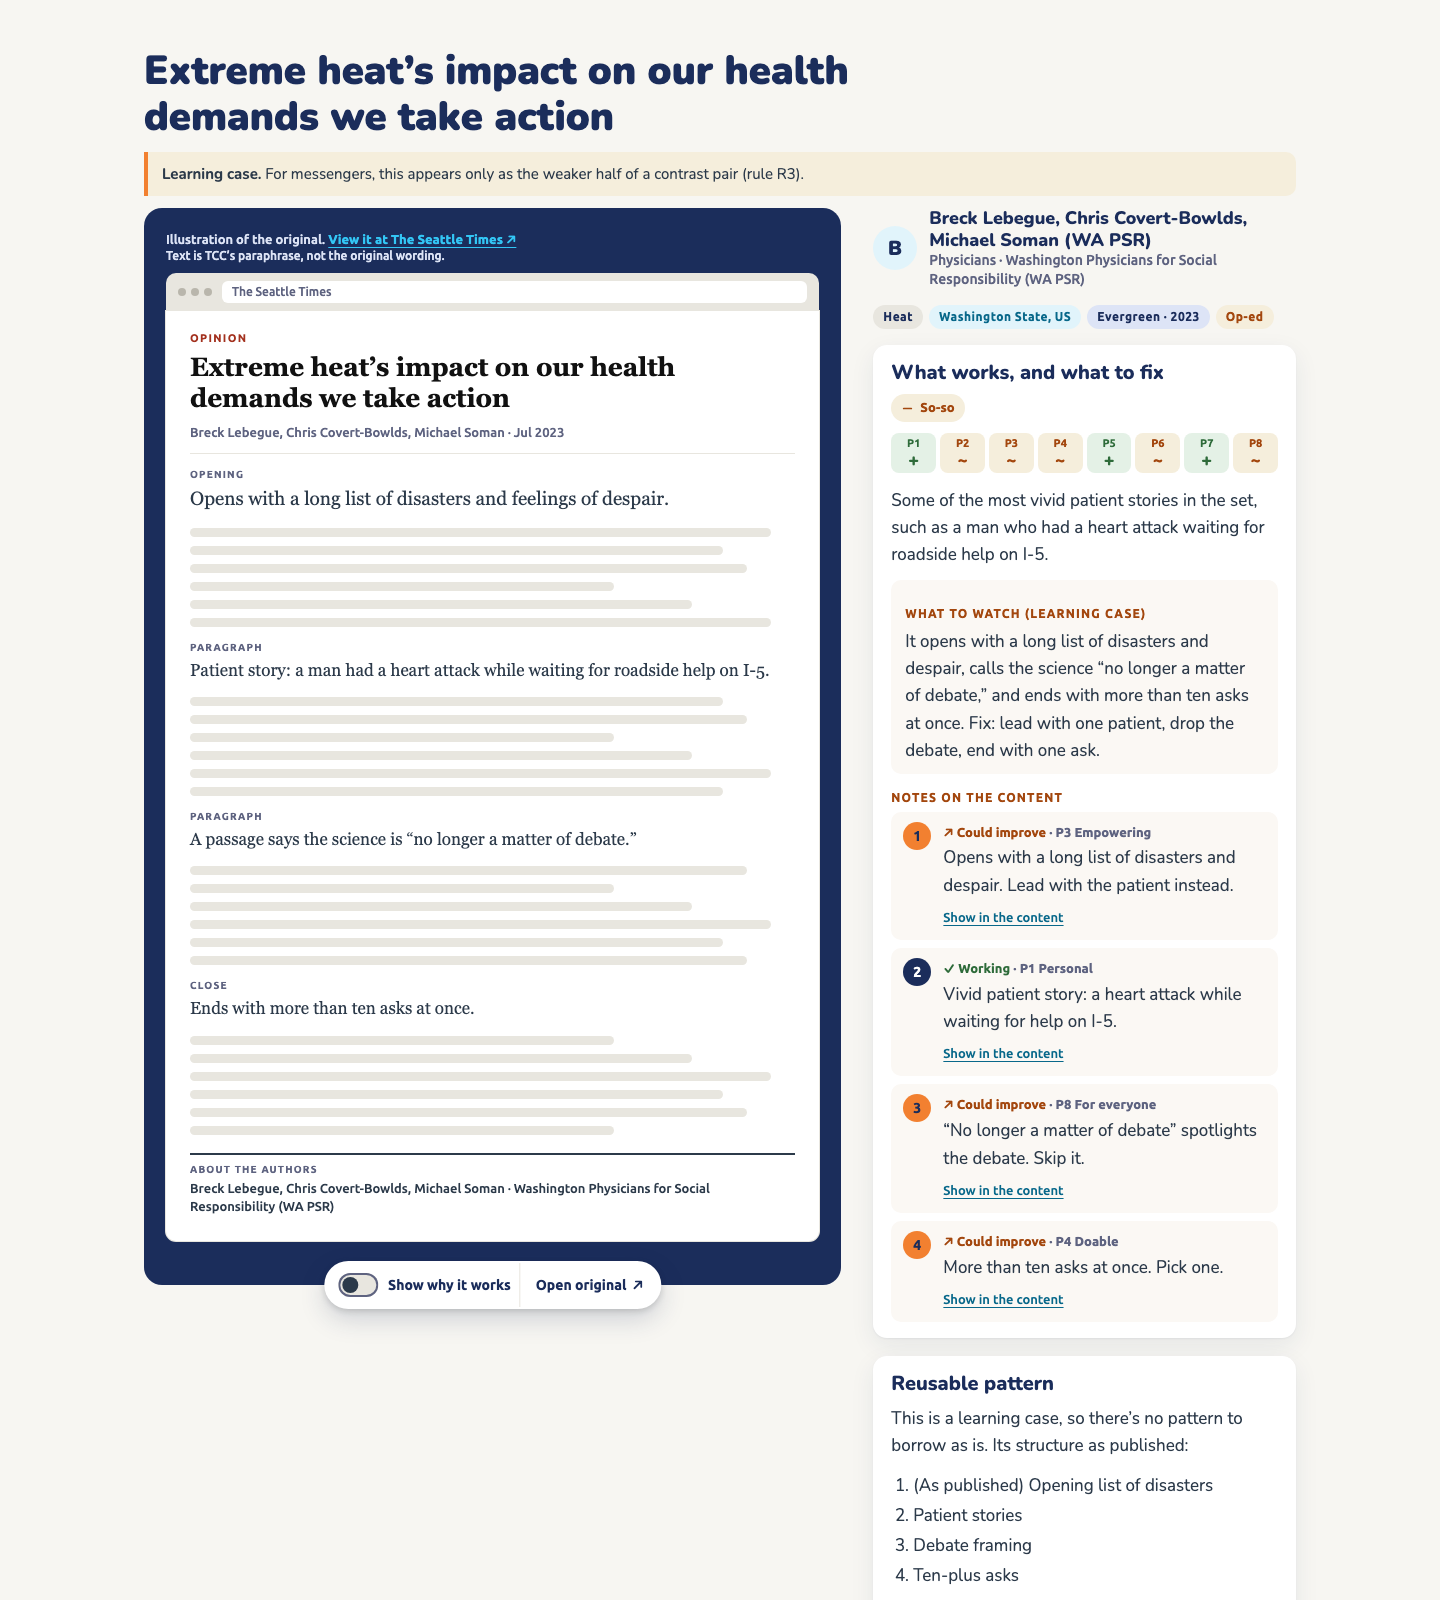 Extreme heat’s impact on our health
demands we take action
Learning case. For messengers, this appears only as the weaker half of a contrast pair (rule R3).
Illustration of the original. View it at The Seattle Times ↗
Text is TCC’s paraphrase, not the original wording.
The Seattle Times
OPINION
Extreme heat’s impact on our health
demands we take action
Breck Lebegue, Chris Covert-Bowlds, Michael Soman · Jul 2023
OPENING
Opens with a long list of disasters and feelings of despair.
PARAGRAPH
Patient story: a man had a heart attack while waiting for roadside help on I-5.
PARAGRAPH
A passage says the science is “no longer a matter of debate.”
CLOSE
Ends with more than ten asks at once.
ABOUT THE AUTHORS
Breck Lebegue, Chris Covert-Bowlds, Michael Soman · Washington Physicians for Social
Responsibility (WA PSR)
Show why it works
Open original ↗
B
Breck Lebegue, Chris Covert-Bowlds,
Michael Soman (WA PSR)
Physicians · Washington Physicians for Social
Responsibility (WA PSR)
Heat
Washington State, US
Evergreen · 2023
Op-ed
What works, and what to fix
– So-so
P1 P2 P3 P4 P5 P6 P7 P8
+ ~ ~ ~ + ~ + ~
Some of the most vivid patient stories in the set,
such as a man who had a heart attack waiting for
roadside help on I-5.
WHAT TO WATCH (LEARNING CASE)
It opens with a long list of disasters and
despair, calls the science “no longer a matter
of debate,” and ends with more than ten asks
at once. Fix: lead with one patient, drop the
debate, end with one ask.
NOTES ON THE CONTENT
1
↗ Could improve · P3 Empowering
Opens with a long list of disasters and
despair. Lead with the patient instead.
Show in the content
2
✓ Working · P1 Personal
Vivid patient story: a heart attack while
waiting for help on I-5.
Show in the content
3
↗ Could improve · P8 For everyone
“No longer a matter of debate” spotlights
the debate. Skip it.
Show in the content
4
↗ Could improve · P4 Doable
More than ten asks at once. Pick one.
Show in the content
Reusable pattern
This is a learning case, so there’s no pattern to
borrow as is. Its structure as published:
1. (As published) Opening list of disasters
2. Patient stories
3. Debate framing
4. Ten-plus asks